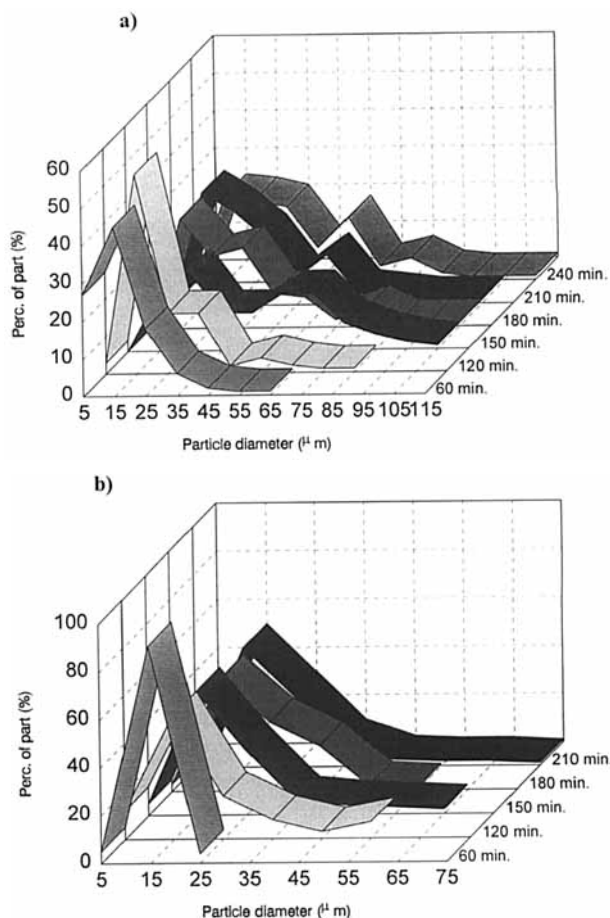 a)
60
50
40
30
20
10
0
Perc. of part (%)
5 15 25 35 45 55 65 75 85 95 105 115
Particle diameter (µ m)
240 min.
210 min.
180 min.
150 min.
120 min.
60 min.
b)
100
80
60
40
20
0
Perc. of part (%)
5 15 25 35 45 55 65 75
Particle diameter (µ m)
210 min.
180 min.
150 min.
120 min.
60 min.